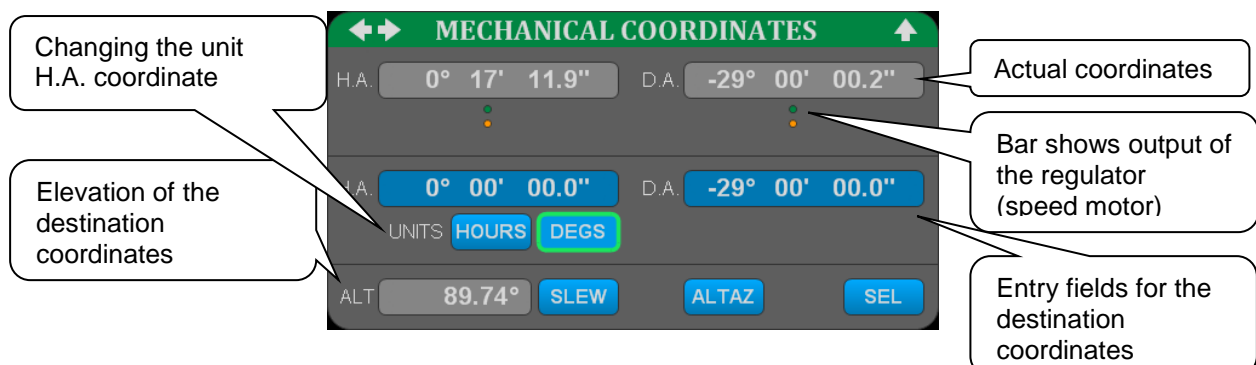 MECHANICAL COORDINATES
Changing the unit
H.A. coordinate
H.A. 0° 17' 11.9" D.A. -29° 00' 00.2"
Actual coordinates
Bar shows output of
the regulator
(speed motor)
Elevation of the
destination
coordinates
H.A. 0° 00' 00.0" D.A. -29° 00' 00.0"
UNITS HOURS DEGS
ALT 89.74° SLEW ALTAZ SEL
Entry fields for the
destination
coordinates